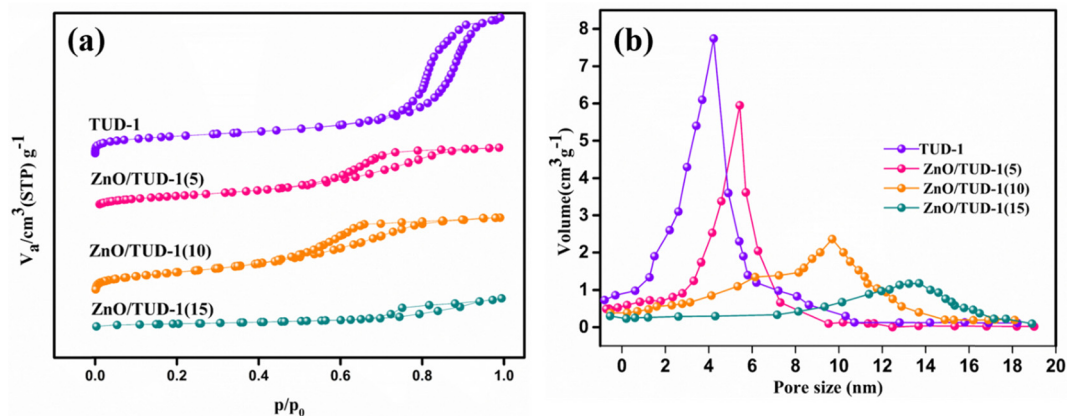 (a)
TUD-1
ZnO/TUD-1(5)
ZnO/TUD-1(10)
ZnO/TUD-1(15)
Va/cm³(STP) g⁻¹
0.0 0.2 0.4 0.6 0.8 1.0
p/p₀
(b)
TUD-1
ZnO/TUD-1(5)
ZnO/TUD-1(10)
ZnO/TUD-1(15)
Volume(cm³g⁻¹)
8
7
6
5
4
3
2
1
0
0 2 4 6 8 10 12 14 16 18 20
Pore size (nm)